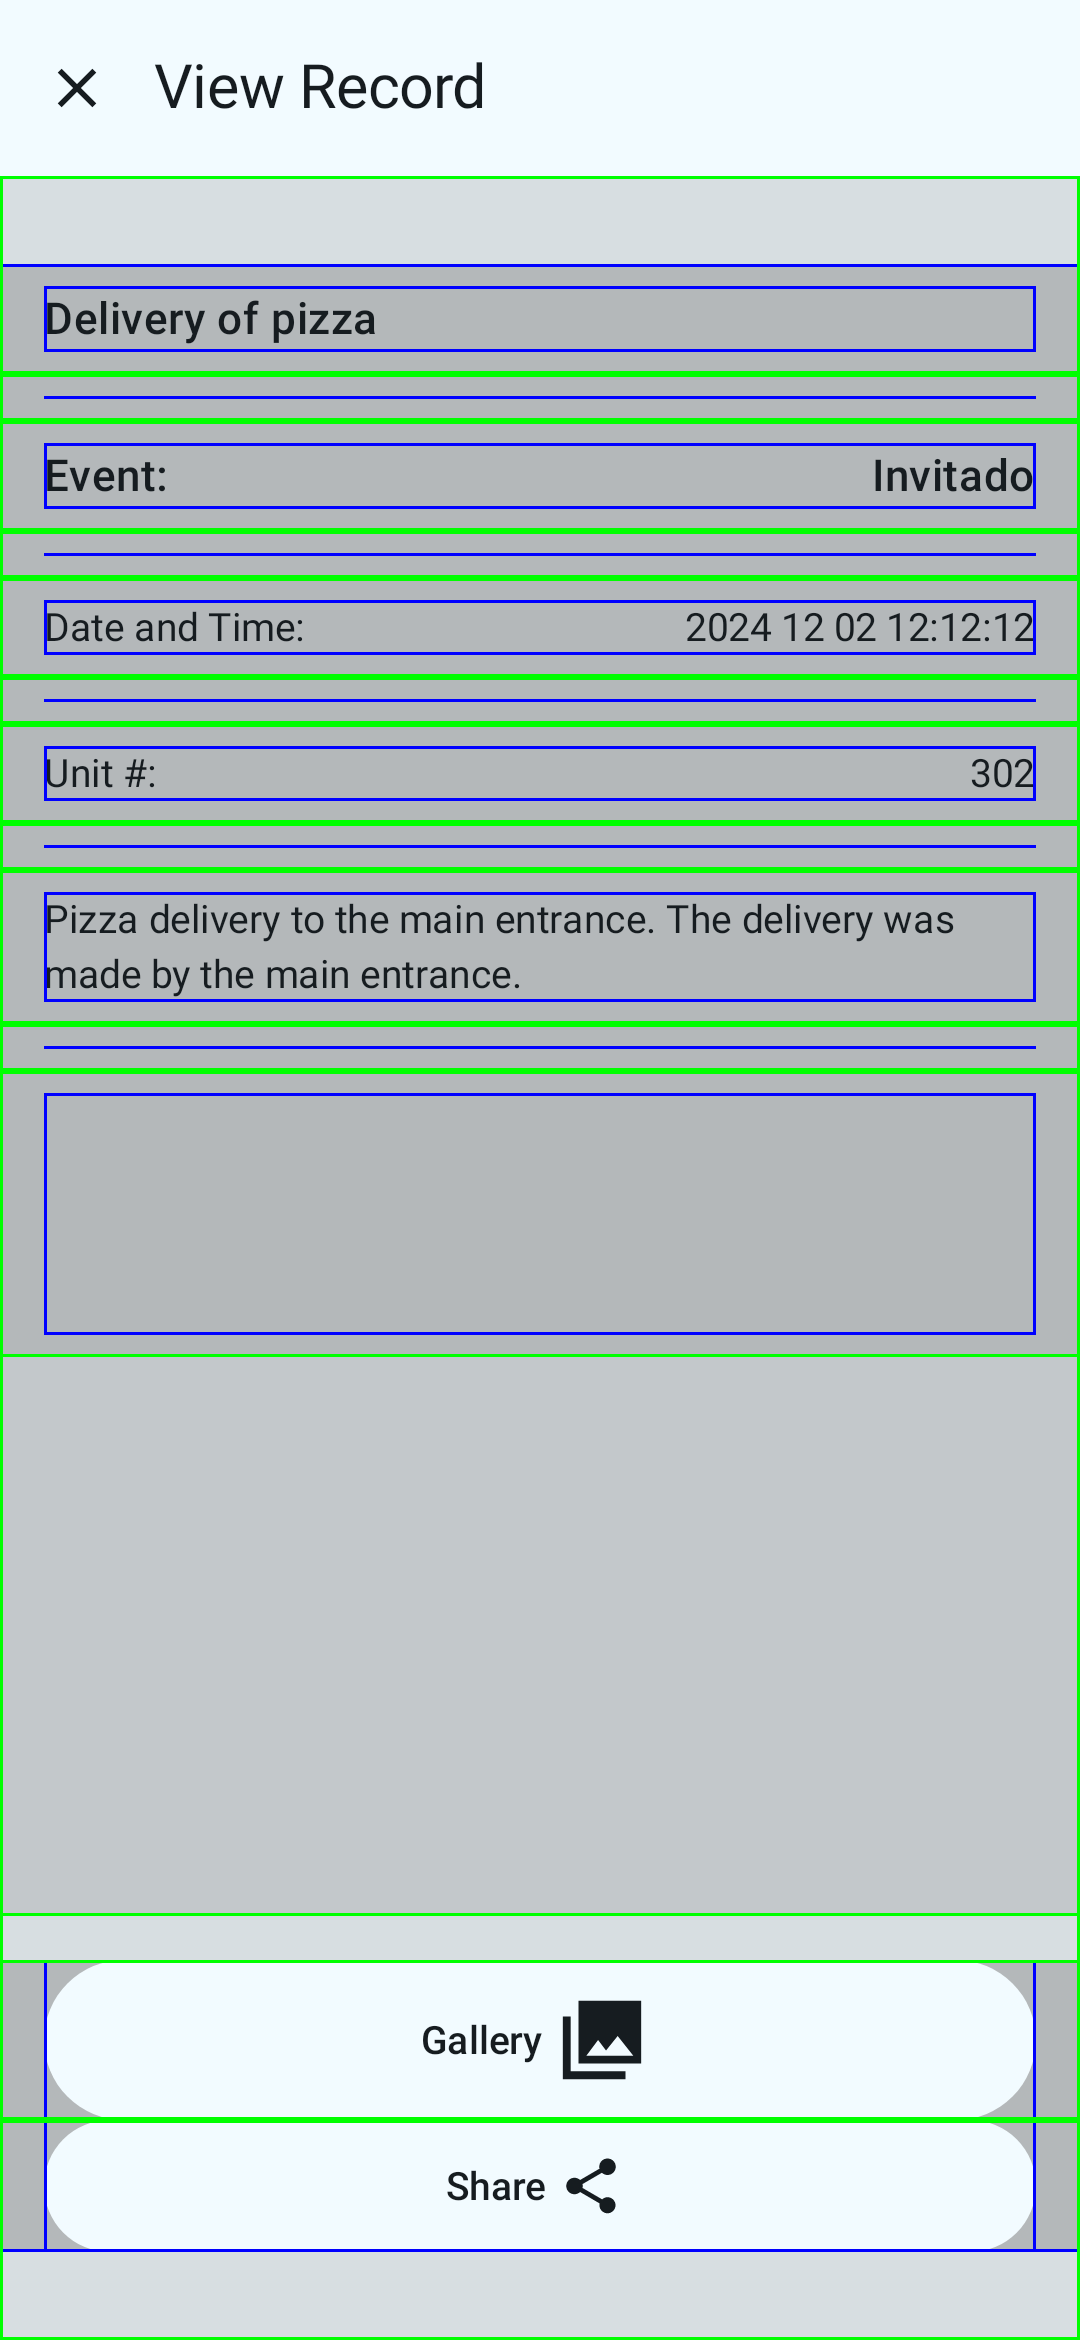 View Record
Delivery of pizza
Event: Invitado
Date and Time: 2024 12 02 12:12:12
Unit #: 302
Pizza delivery to the main entrance. The delivery was
made by the main entrance.
Gallery
Share